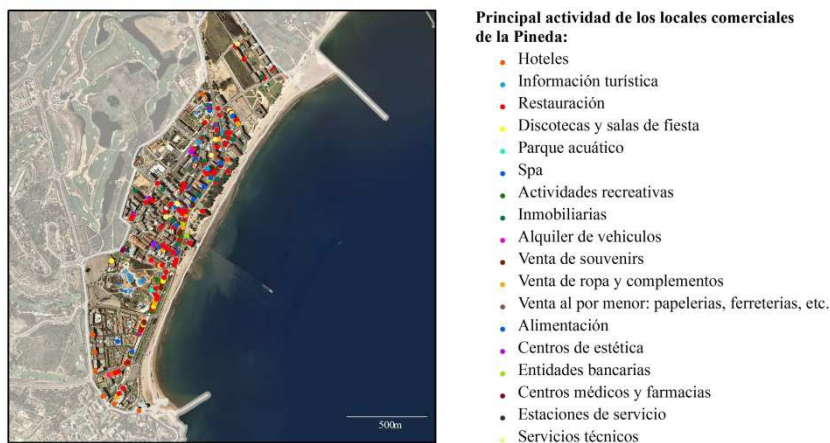 Principal actividad de los locales comerciales
de la Pineda:
Hoteles
Información turística
Restauración
Discotecas y salas de fiesta
Parque acuático
Spa
Actividades recreativas
Inmobiliarias
Alquiler de vehiculos
Venta de souvenirs
Venta de ropa y complementos
Venta al por menor: papelerias, ferreterias, etc.
Alimentación
Centros de estética
Entidades bancarias
Centros médicos y farmacias
Estaciones de servicio
Servicios técnicos
500m